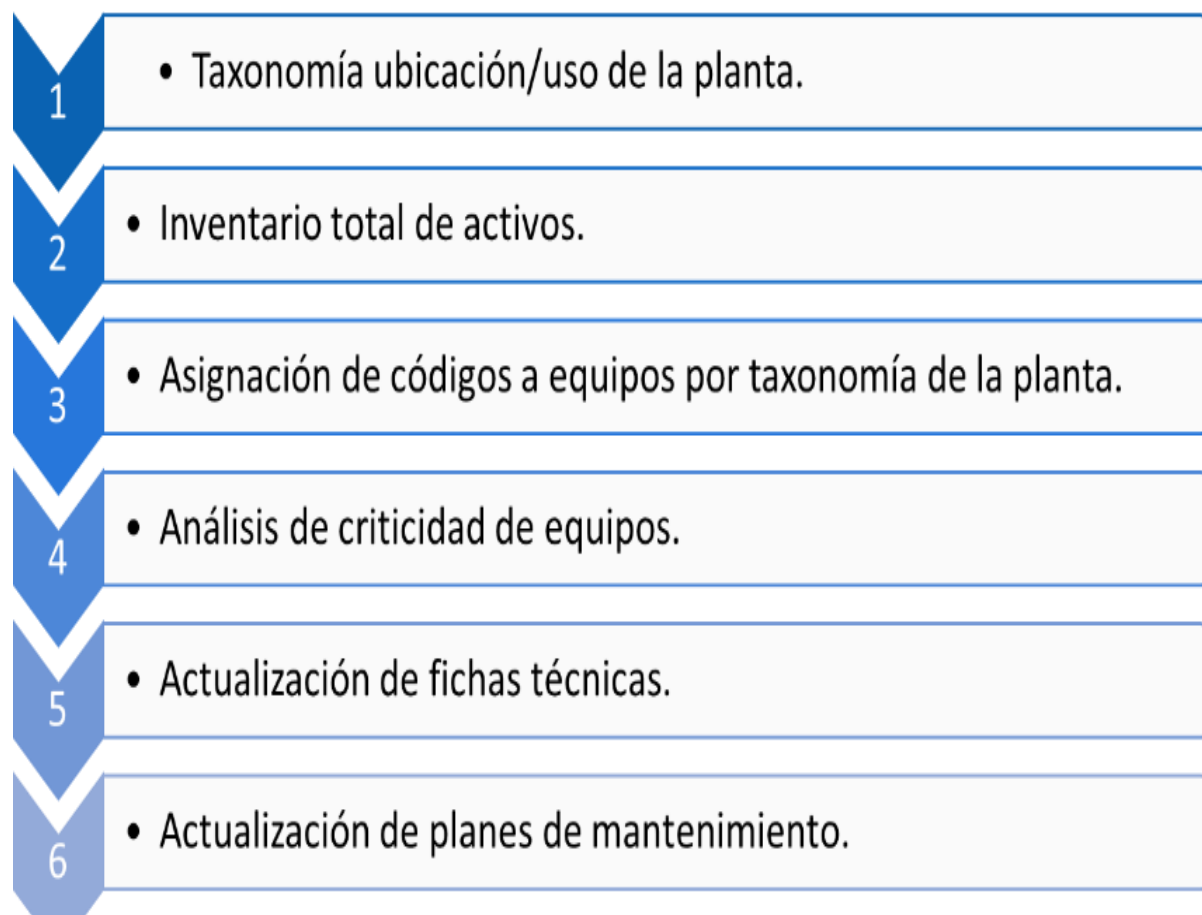 1
• Taxonomía ubicación/uso de la planta.
2
• Inventario total de activos.
3
• Asignación de códigos a equipos por taxonomía de la planta.
4
• Análisis de criticidad de equipos.
5
• Actualización de fichas técnicas.
6
• Actualización de planes de mantenimiento.